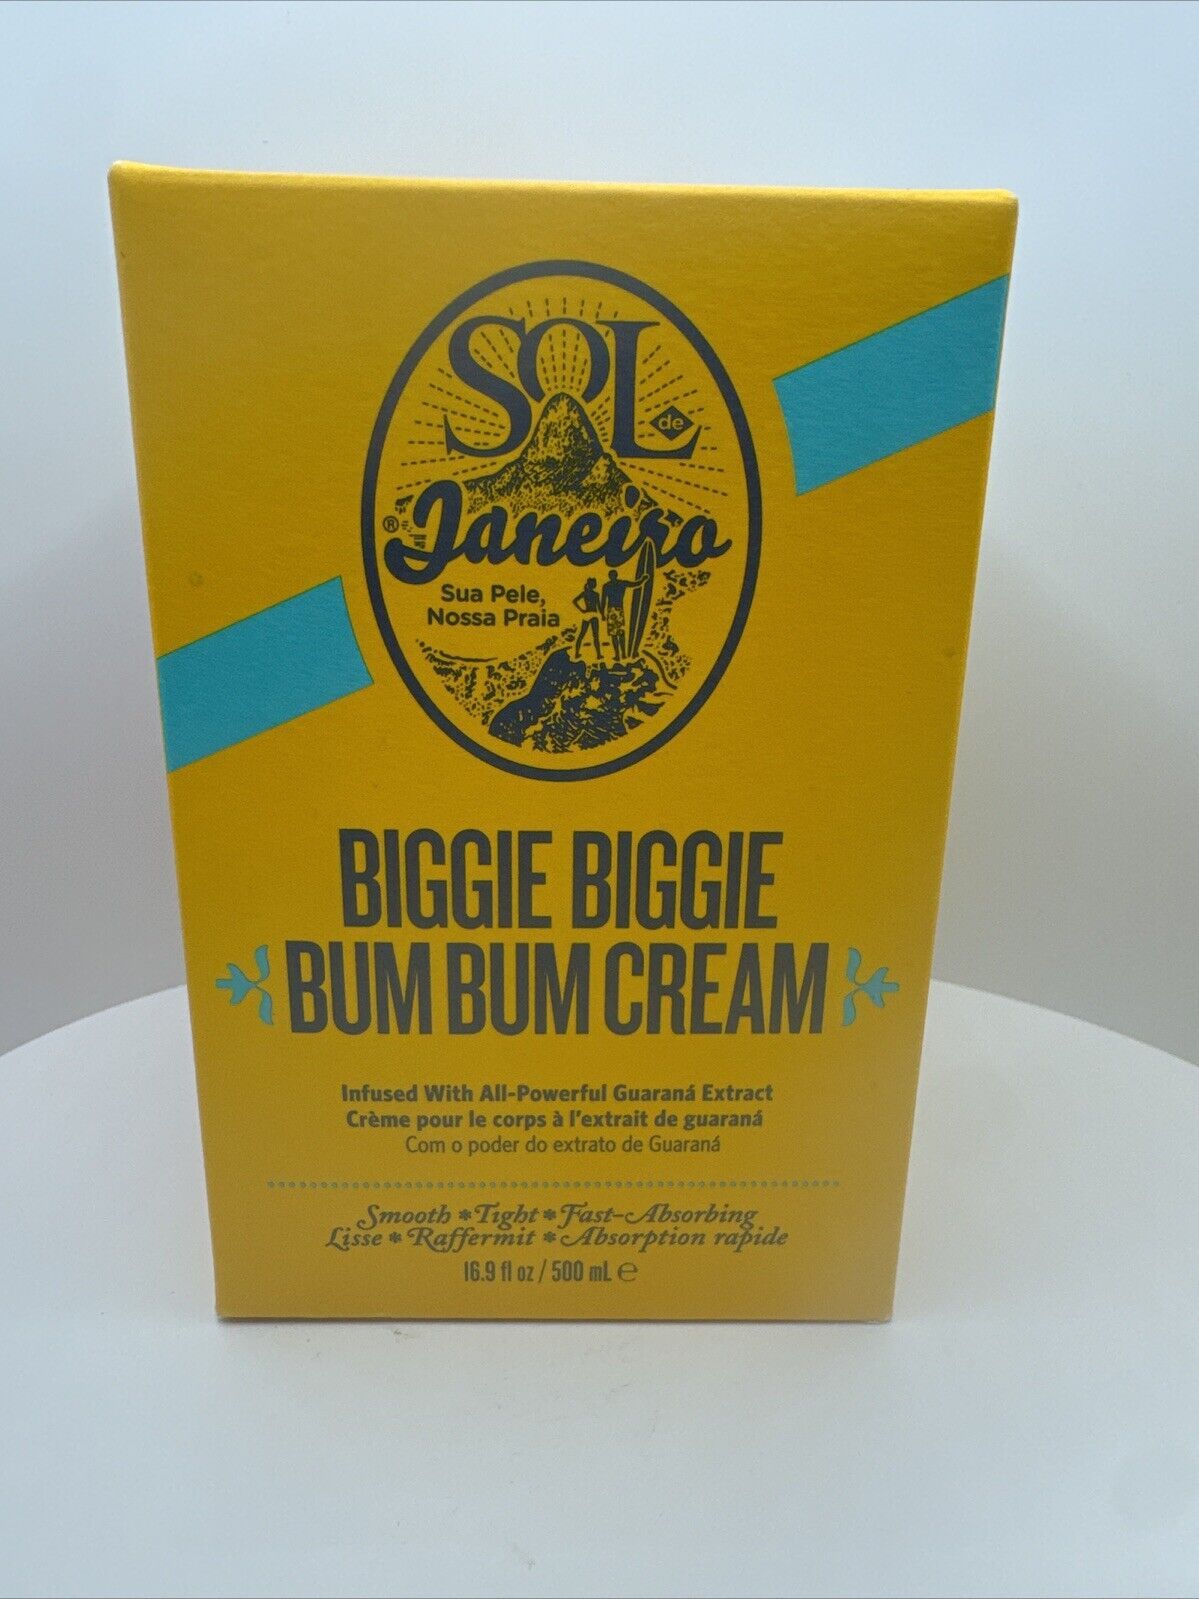 SOL
de
® Janeiro
Sua Pele,
Nossa Praia
BIGGIE BIGGIE
BUM BUM CREAM
Infused With All-Powerful Guaraná Extract
Crème pour le corps à l'extrait de guaraná
Com o poder do extrato de Guaraná
Smooth * Tight * Fast-Absorbing
Lisse * Raffermit * Absorption rapide
16.9 fl oz / 500 mL ℮